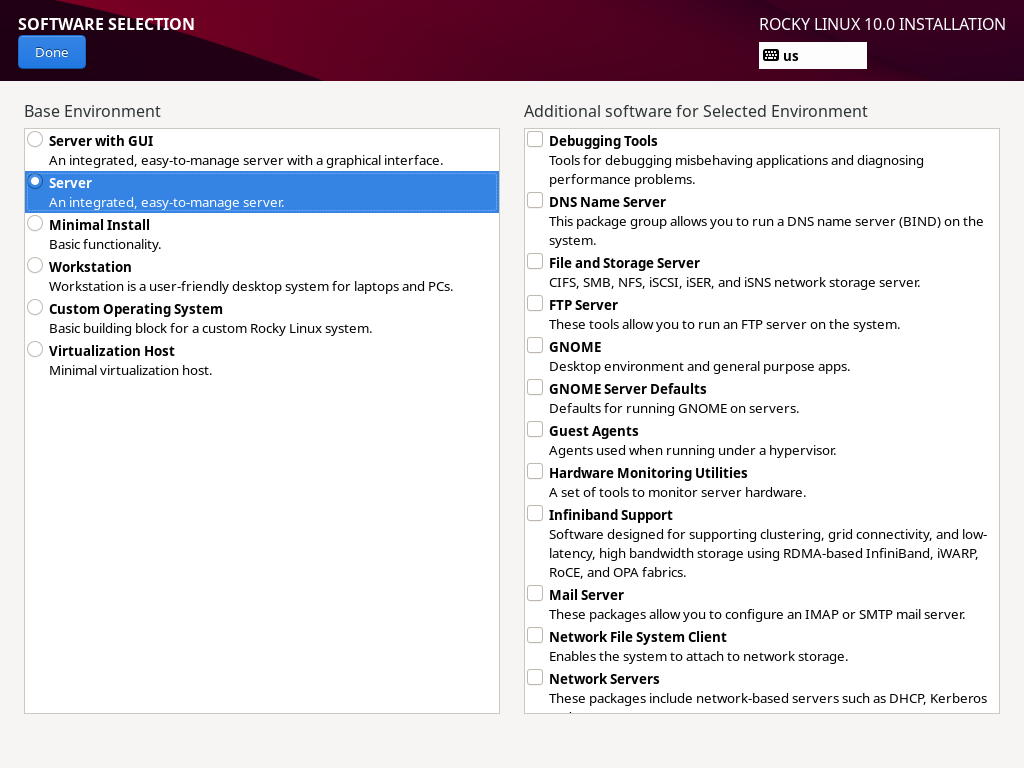 SOFTWARE SELECTION
Done
ROCKY LINUX 10.0 INSTALLATION
us
Base Environment
Server with GUI
An integrated, easy-to-manage server with a graphical interface.
Server
An integrated, easy-to-manage server.
Minimal Install
Basic functionality.
Workstation
Workstation is a user-friendly desktop system for laptops and PCs.
Custom Operating System
Basic building block for a custom Rocky Linux system.
Virtualization Host
Minimal virtualization host.
Additional software for Selected Environment
Debugging Tools
Tools for debugging misbehaving applications and diagnosing
performance problems.
DNS Name Server
This package group allows you to run a DNS name server (BIND) on the
system.
File and Storage Server
CIFS, SMB, NFS, iSCSI, iSER, and iSNS network storage server.
FTP Server
These tools allow you to run an FTP server on the system.
GNOME
Desktop environment and general purpose apps.
GNOME Server Defaults
Defaults for running GNOME on servers.
Guest Agents
Agents used when running under a hypervisor.
Hardware Monitoring Utilities
A set of tools to monitor server hardware.
Infiniband Support
Software designed for supporting clustering, grid connectivity, and low-
latency, high bandwidth storage using RDMA-based InfiniBand, iWARP,
RoCE, and OPA fabrics.
Mail Server
These packages allow you to configure an IMAP or SMTP mail server.
Network File System Client
Enables the system to attach to network storage.
Network Servers
These packages include network-based servers such as DHCP, Kerberos